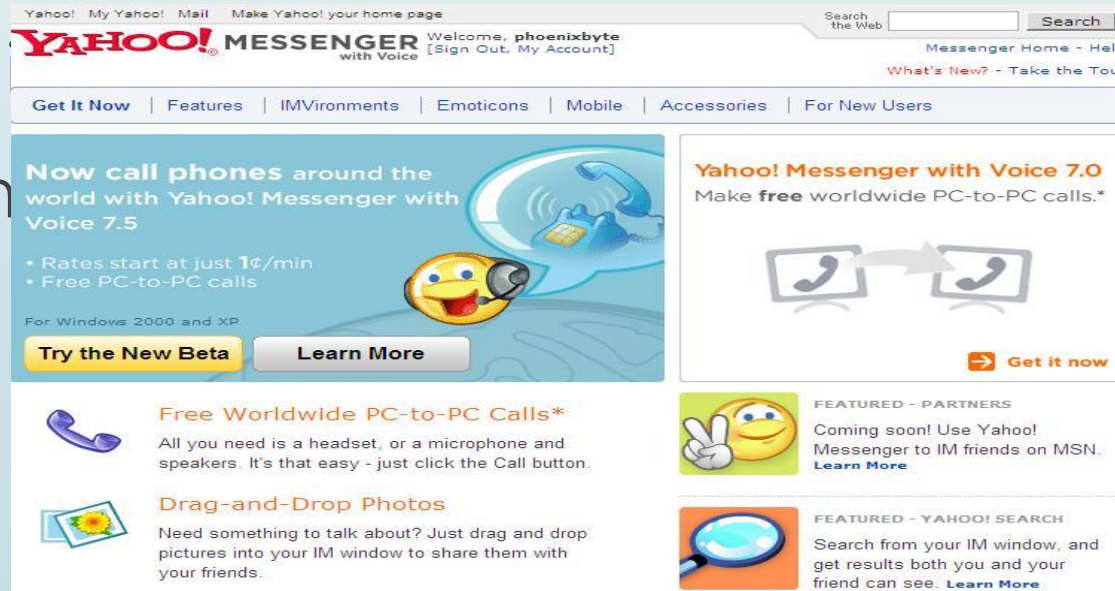 Yahoo! My Yahoo! Mail Make Yahoo! your home page
Search the Web
Search
YAHOO! MESSENGER with Voice
Welcome, phoenixbyte
[Sign Out, My Account]
Messenger Home - Hel
What's New? - Take the Tou
Get It Now | Features | IMVironments | Emoticons | Mobile | Accessories | For New Users
Now call phones around the
world with Yahoo! Messenger with
Voice 7.5
• Rates start at just 1¢/min
• Free PC-to-PC calls
For Windows 2000 and XP
Try the New Beta
Learn More
Yahoo! Messenger with Voice 7.0
Make free worldwide PC-to-PC calls.*
Get it now
Free Worldwide PC-to-PC Calls*
All you need is a headset, or a microphone and
speakers. It's that easy - just click the Call button.
Drag-and-Drop Photos
Need something to talk about? Just drag and drop
pictures into your IM window to share them with
your friends.
FEATURED - PARTNERS
Coming soon! Use Yahoo!
Messenger to IM friends on MSN.
Learn More
FEATURED - YAHOO! SEARCH
Search from your IM window, and
get results both you and your
friend can see. Learn More